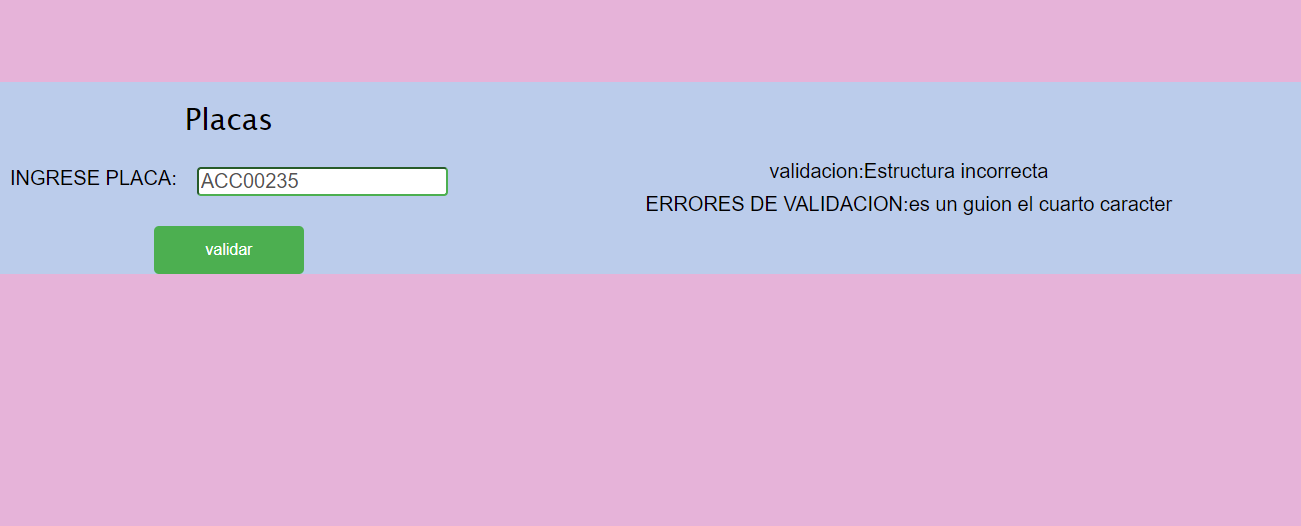 Placas
INGRESE PLACA: ACC00235
validar
validacion:Estructura incorrecta
ERRORES DE VALIDACION:es un guion el cuarto caracter